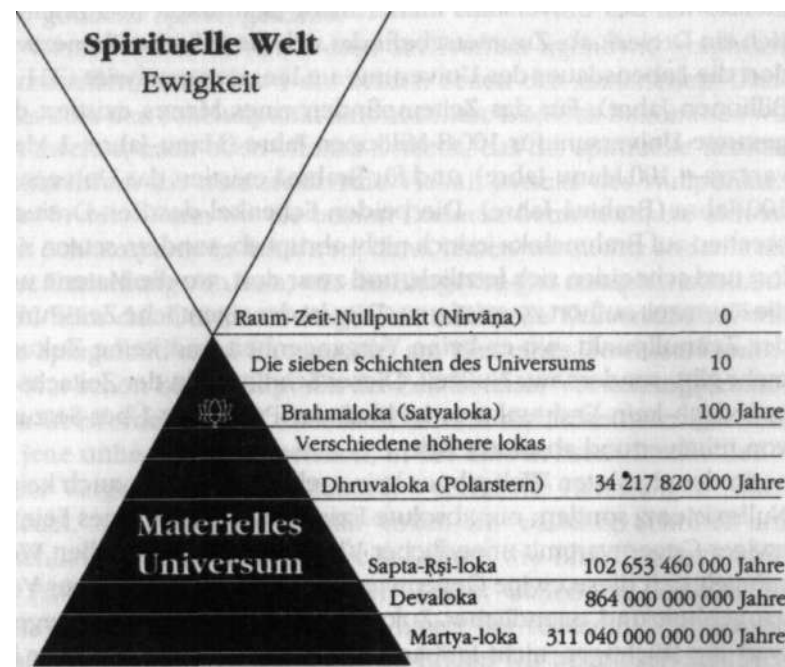 Spirituelle Welt
Ewigkeit
Raum-Zeit-Nullpunkt (Nirvāṇa) 0
Die sieben Schichten des Universums 10
Brahmaloka (Satyaloka) 100 Jahre
Verschiedene höhere lokas
Dhruvaloka (Polarstern) 34 217 820 000 Jahre
Materielles
Universum
Sapta-Ṛṣi-loka 102 653 460 000 Jahre
Devaloka 864 000 000 000 Jahre
Martya-loka 311 040 000 000 000 Jahre